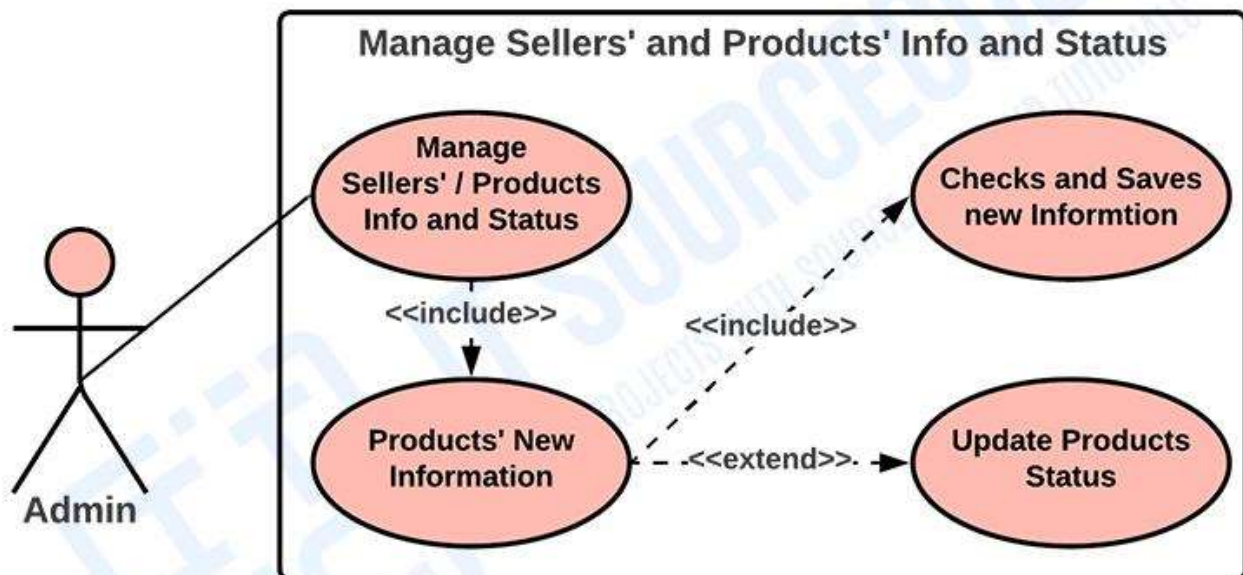 Manage Sellers' and Products' Info and Status
Manage
Sellers' / Products
Info and Status
Checks and Saves
new Informtion
<<include>>
<<include>>
Products' New
Information
<<extend>>
Update Products
Status
Admin